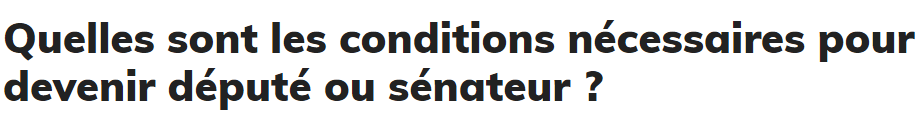 Quelles sont les conditions nécessaires pour
devenir député ou sénateur ?